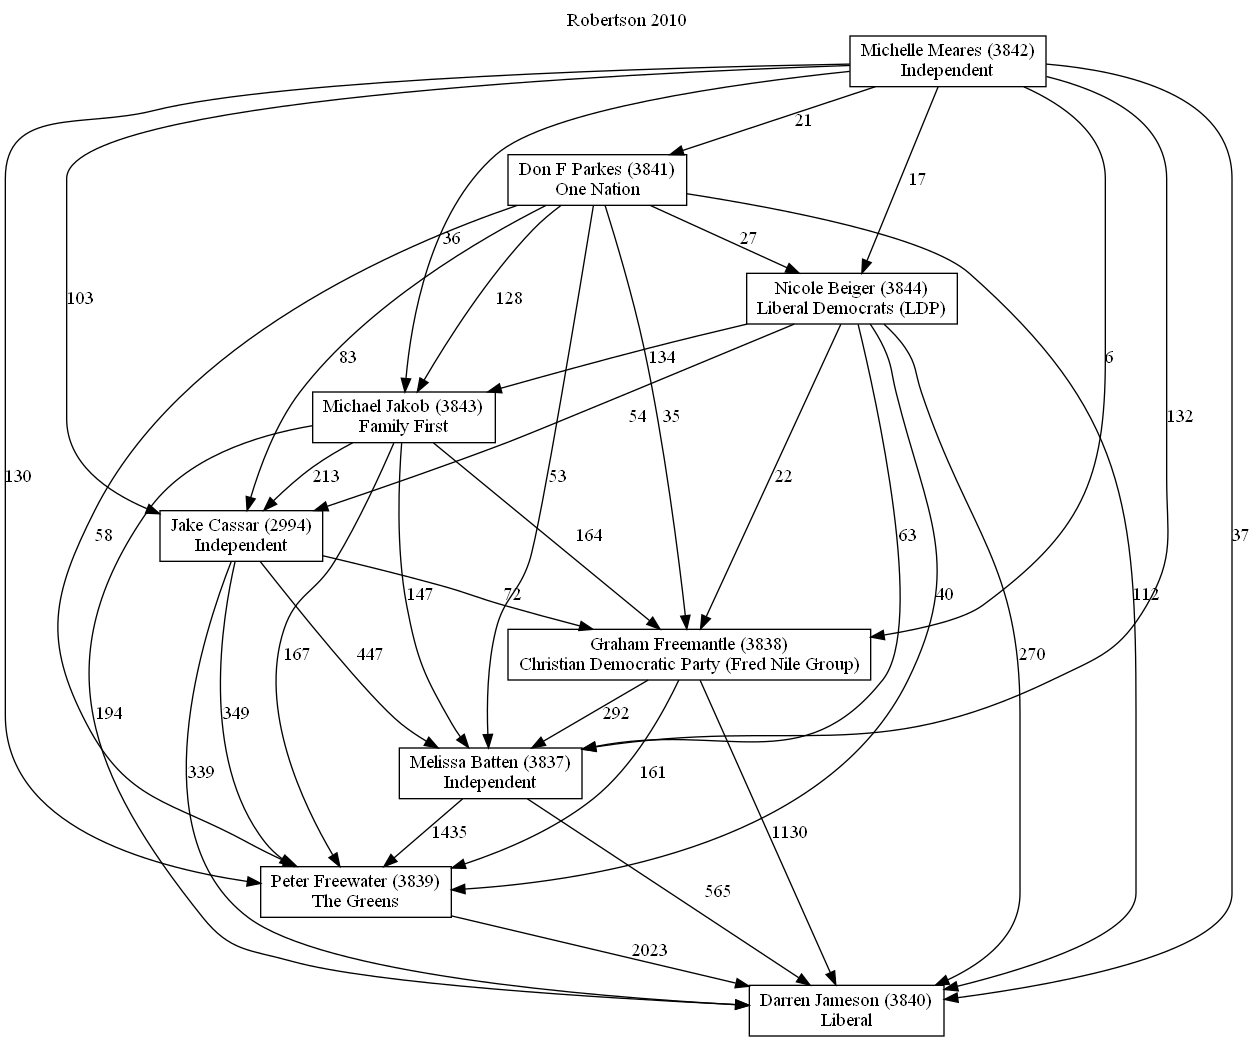 Robertson 2010
Michelle Meares (3842)
Independent
21
Don F Parkes (3841)
One Nation
17
36
27
Nicole Beiger (3844)
Liberal Democrats (LDP)
103
128
83
134
6
Michael Jakob (3843)
Family First
54
35
132
130
213
53
22
Jake Cassar (2994)
Independent
58
164
63
37
147
72
40
112
Graham Freemantle (3838)
Christian Democratic Party (Fred Nile Group)
167
447
270
194
349
292
Melissa Batten (3837)
Independent
339
161
1435
1130
Peter Freewater (3839)
The Greens
565
2023
Darren Jameson (3840)
Liberal